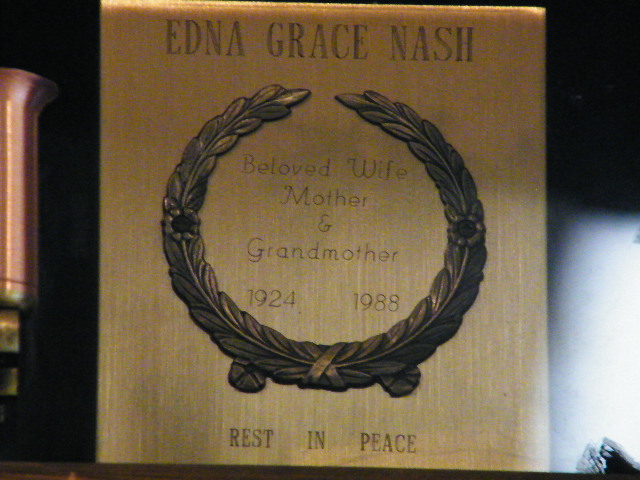 EDNA GRACE NASH
Beloved Wife
Mother
&
Grandmother
1924 1988
REST IN PEACE